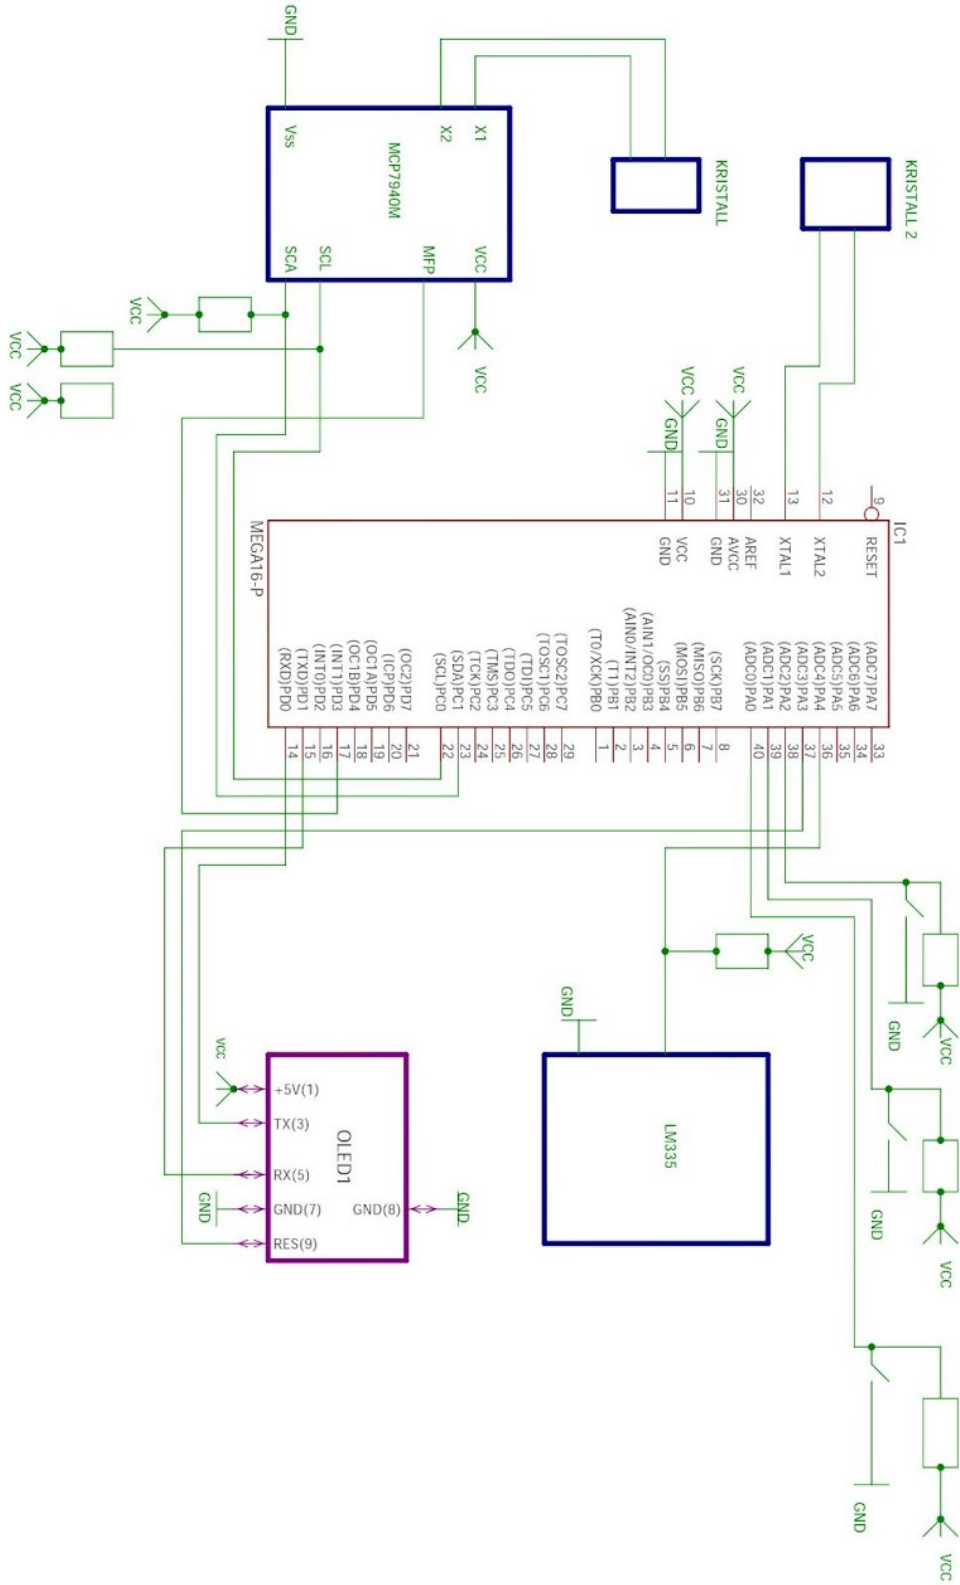 GND
Vss
X2
X1
MCP7940M
SCA
SCL
MFP
VCC
KRISTALL
KRISTALL 2
VCC
VCC
VCC
VCC
VCC
GND
VCC
GND
11
10
31
30
32
13
12
9
IC1
MEGA16-P
GND
VCC
GND
AVCC
AREF
XTAL1
XTAL2
RESET
(RXD)PD0
(TXD)PD1
(INT0)PD2
(INT1)PD3
(OC1B)PD4
(OC1A)PD5
(ICP)PD6
(OC2)PD7
(SCL)PC0
(SDA)PC1
(TCK)PC2
(TMS)PC3
(TDO)PC4
(TDI)PC5
(TOSC1)PC6
(TOSC2)PC7
(T0/XCK)PB0
(T1)PB1
(AIN0/INT2)PB2
(AIN1/OC0)PB3
(SS)PB4
(MOSI)PB5
(MISO)PB6
(SCK)PB7
(ADC0)PA0
(ADC1)PA1
(ADC2)PA2
(ADC3)PA3
(ADC4)PA4
(ADC5)PA5
(ADC6)PA6
(ADC7)PA7
14
15
16
17
18
19
20
21
22
23
24
25
26
27
28
29
1
2
3
4
5
6
7
8
40
39
38
37
36
35
34
33
VCC
GND
LM335
VCC
+5V(1)
TX(3)
RX(5)
GND(7)
RES(9)
OLED1
GND(8)
GND
GND
GND
VCC
GND
VCC
GND
VCC